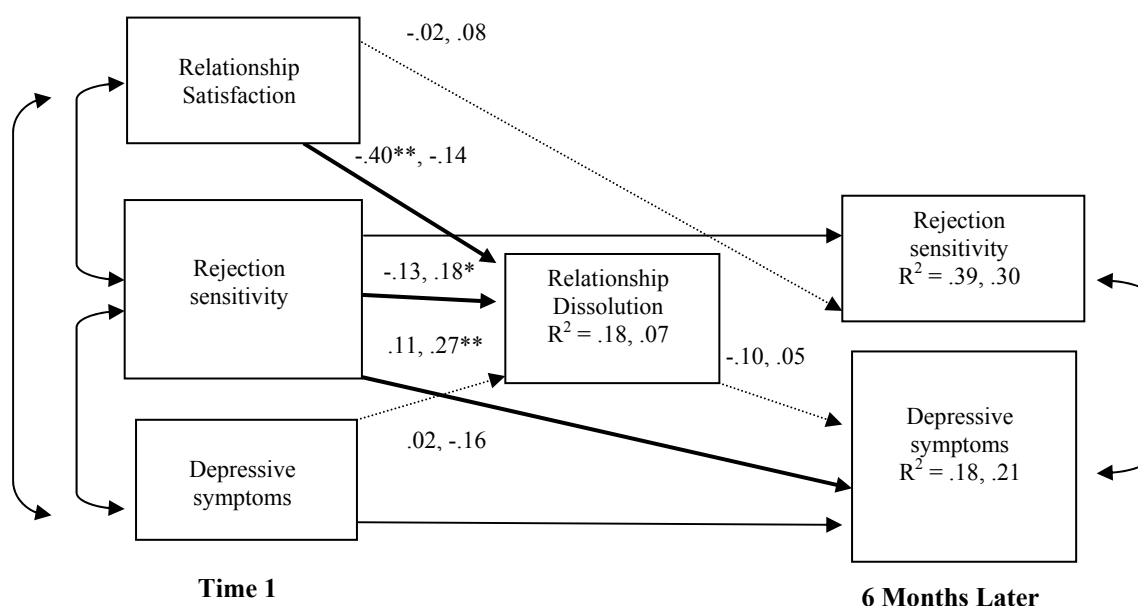 -.02, .08
Relationship
Satisfaction
-.40**, -.14
Rejection
sensitivity
R² = .39, .30
Rejection
sensitivity
-.13, .18*
Relationship
Dissolution
R² = .18, .07
.11, .27**
-.10, .05
Depressive
symptoms
R² = .18, .21
.02, -.16
Depressive
symptoms
Time 1
6 Months Later